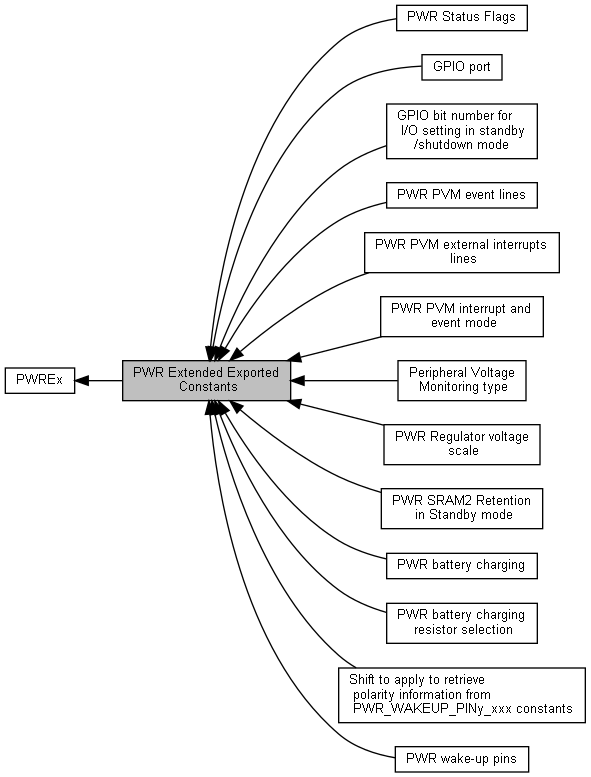 PWR Status Flags
GPIO port
GPIO bit number for
I/O setting in standby
/shutdown mode
PWR PVM event lines
PWR PVM external interrupts
lines
PWR PVM interrupt and
event mode
PWREx
PWR Extended Exported
Constants
Peripheral Voltage
Monitoring type
PWR Regulator voltage
scale
PWR SRAM2 Retention
in Standby mode
PWR battery charging
PWR battery charging
resistor selection
Shift to apply to retrieve
polarity information from
PWR_WAKEUP_PINy_xxx constants
PWR wake-up pins